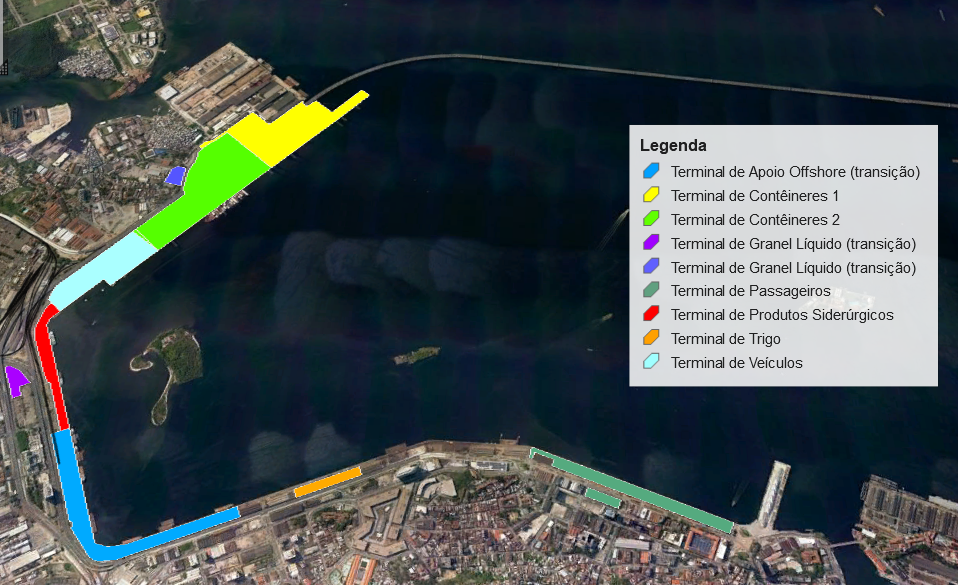 Legenda
Terminal de Apoio Offshore (transição)
Terminal de Contêineres 1
Terminal de Contêineres 2
Terminal de Granel Líquido (transição)
Terminal de Granel Líquido (transição)
Terminal de Passageiros
Terminal de Produtos Siderúrgicos
Terminal de Trigo
Terminal de Veículos